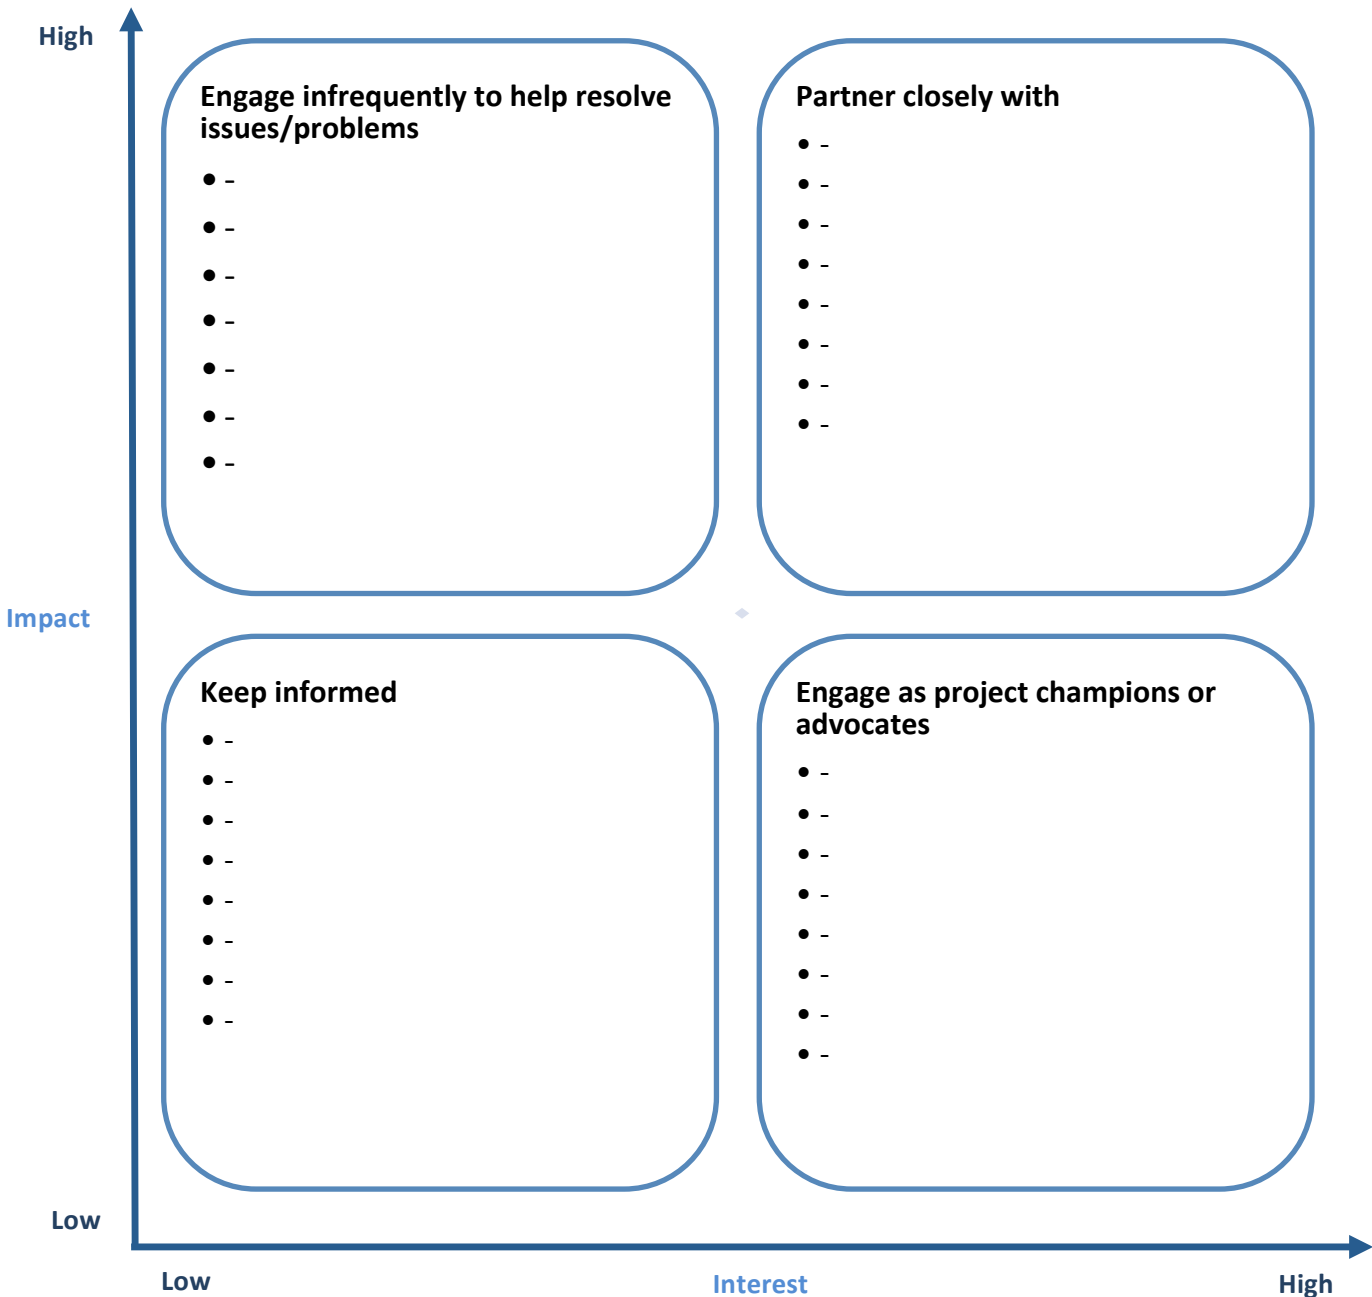 High
Engage infrequently to help resolve
issues/problems
• -
• -
• -
• -
• -
• -
• -
Partner closely with
• -
• -
• -
• -
• -
• -
• -
• -
Impact
Keep informed
• -
• -
• -
• -
• -
• -
• -
• -
Engage as project champions or
advocates
• -
• -
• -
• -
• -
• -
• -
• -
Low
Low
Interest
High